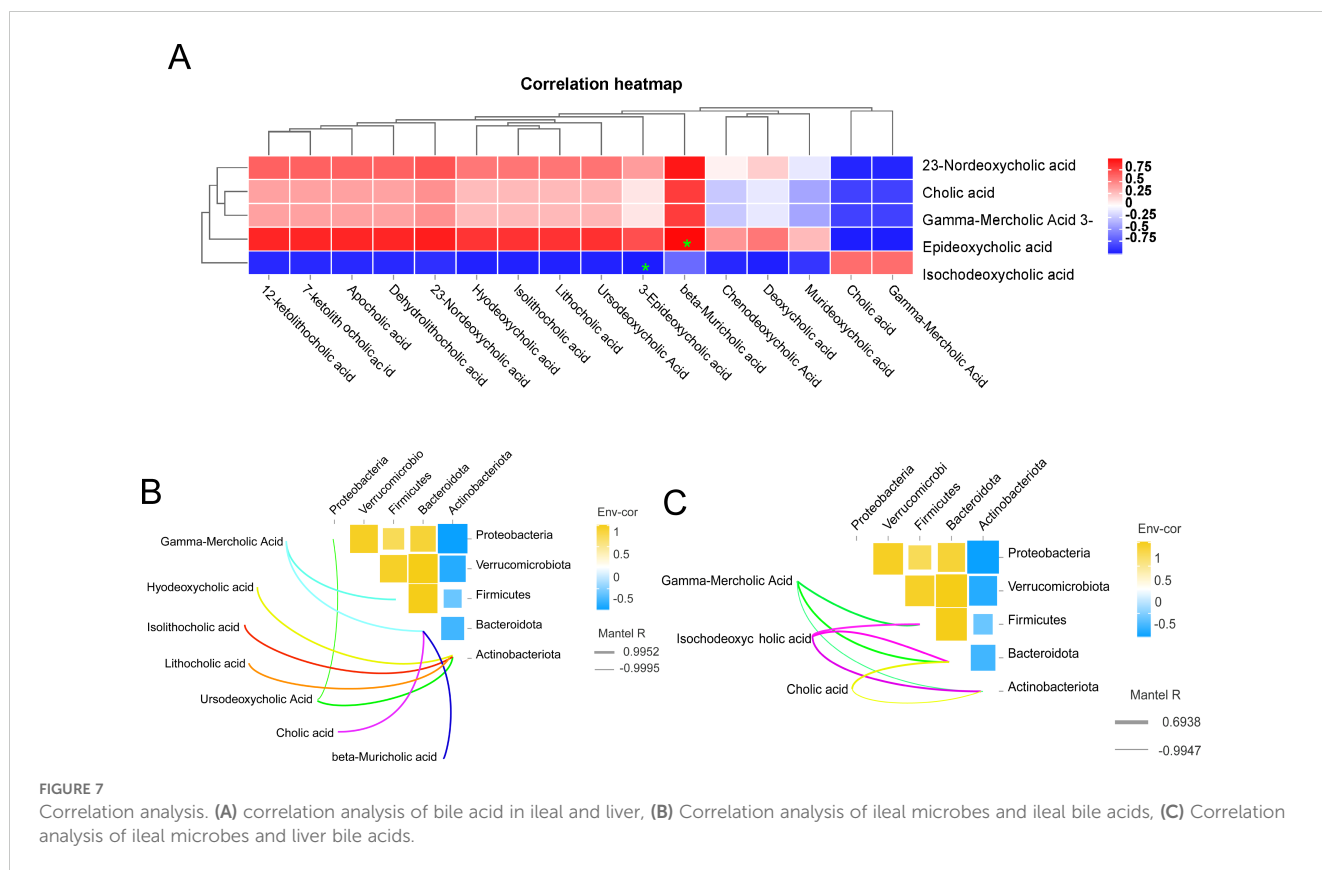 A
Correlation heatmap
23-Nordeoxycholic acid
Cholic acid
Gamma-Mercholic Acid 3-
Epideoxycholic acid
Isochodeoxycholic acid
0.75
0.5
0.25
0
-0.25
-0.75
12-ketolithocholic acid
7-ketolith ocholic ac id
Apocholic acid
Dehydrolithocholic acid
23-Nordeoxycholic acid
Hyodeoxycholic acid
Isolithocholic acid
Lithocholic acid
Ursodeoxycholic Acid
3-Epideoxycholic acid
beta-Muricholic acid
Chenodeoxycholic Acid
Deoxycholic acid
Murideoxycholic acid
Cholic acid
Gamma-Mercholic Acid
B
Proteobacteria
Verrucomicrobio
Firmicutes
Bacteroidota
Actinobacteriota
Proteobacteria
Verrucomicrobiota
Firmicutes
Bacteroidota
Actinobacteriota
Gamma-Mercholic Acid
Hyodeoxycholic acid
Isolithocholic acid
Lithocholic acid
Ursodeoxycholic Acid
Cholic acid
beta-Muricholic acid
Env-cor
1
0.5
0
-0.5
Mantel R
0.9952
-0.9995
C
Proteobacteria
Verrucomicrobi
Firmicutes
Bacteroidota
Actinobacteriota
Proteobacteria
Verrucomicrobiota
Firmicutes
Bacteroidota
Actinobacteriota
Gamma-Mercholic Acid
Isochodeoxyc holic acid
Cholic acid
Env-cor
1
0.5
0
-0.5
Mantel R
0.6938
-0.9947
FIGURE 7
Correlation analysis. (A) correlation analysis of bile acid in ileal and liver, (B) Correlation analysis of ileal microbes and ileal bile acids, (C) Correlation
analysis of ileal microbes and liver bile acids.